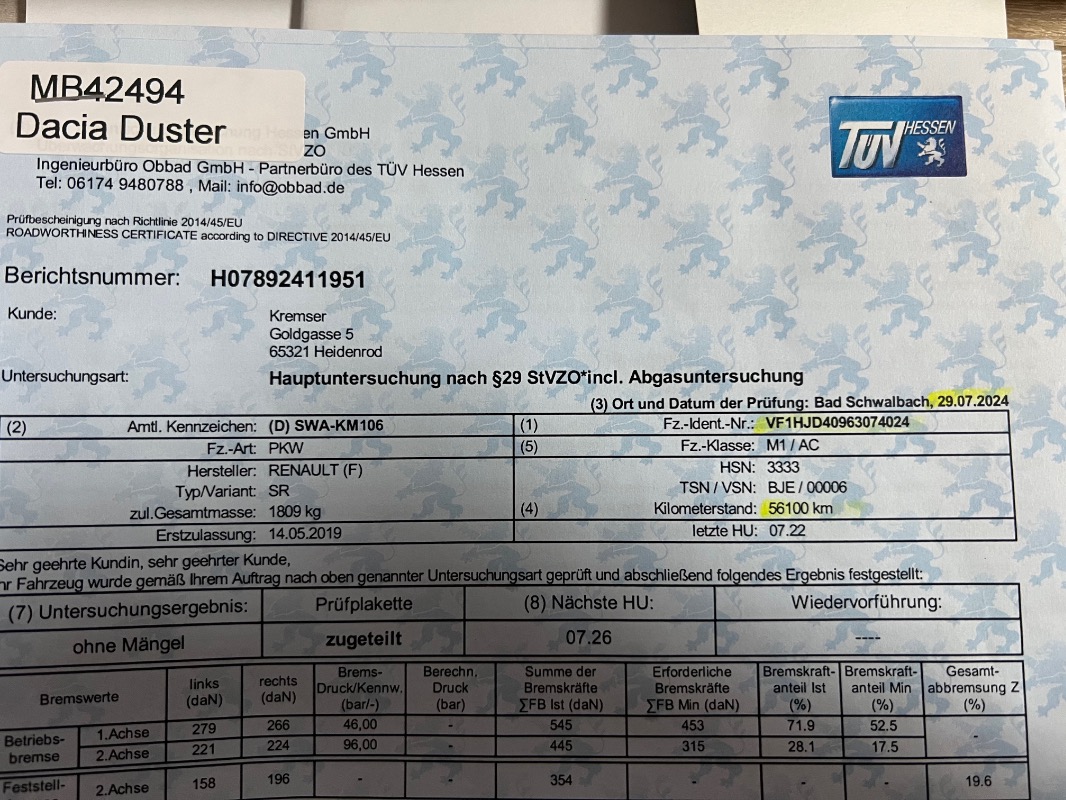 MB42494
Dacia Duster
en GmbH
ZO
Ingenieurbüro Obbad GmbH - Partnerbüro des TÜV Hessen
Tel: 06174 9480788 , Mail: info@obbad.de
TÜV HESSEN
Prüfbescheinigung nach Richtlinie 2014/45/EU
ROADWORTHINESS CERTIFICATE according to DIRECTIVE 2014/45/EU
Berichtsnummer: H07892411951
Kunde: Kremser
Goldgasse 5
65321 Heidenrod
Untersuchungsart: Hauptuntersuchung nach §29 StVZO*incl. Abgasuntersuchung
(3) Ort und Datum der Prüfung: Bad Schwalbach, 29.07.2024
(2) Amtl. Kennzeichen: (D) SWA-KM106 (1) Fz.-Ident.-Nr.: VF1HJD40963074024
Fz.-Art: PKW (5) Fz.-Klasse: M1 / AC
Hersteller: RENAULT (F) HSN: 3333
Typ/Variant: SR TSN / VSN: BJE / 00006
zul.Gesamtmasse: 1809 kg (4) Kilometerstand: 56100 km
Erstzulassung: 14.05.2019 letzte HU: 07.22
Sehr geehrte Kundin, sehr geehrter Kunde,
hr Fahrzeug wurde gemäß Ihrem Auftrag nach oben genannter Untersuchungsart geprüft und abschließend folgendes Ergebnis festgestellt:
(7) Untersuchungsergebnis: Prüfplakette (8) Nächste HU: Wiedervorführung:
ohne Mängel zugeteilt 07.26 ----
Bremswerte links (daN) rechts (daN) Brems-Druck/Kennw. (bar/-) Berechn. Druck (bar) Summe der Bremskräfte ∑FB Ist (daN) Erforderliche Bremskräfte ∑FB Min (daN) Bremskraft-anteil Ist (%) Bremskraft-anteil Min (%) Gesamt-abbremsung Z (%)
Betriebs-bremse 1.Achse 279 266 46,00 - 545 453 71.9 52.5 -
2.Achse 221 224 96,00 - 445 315 28.1 17.5
Feststell- 2.Achse 158 196 - - 354 - - - 19.6